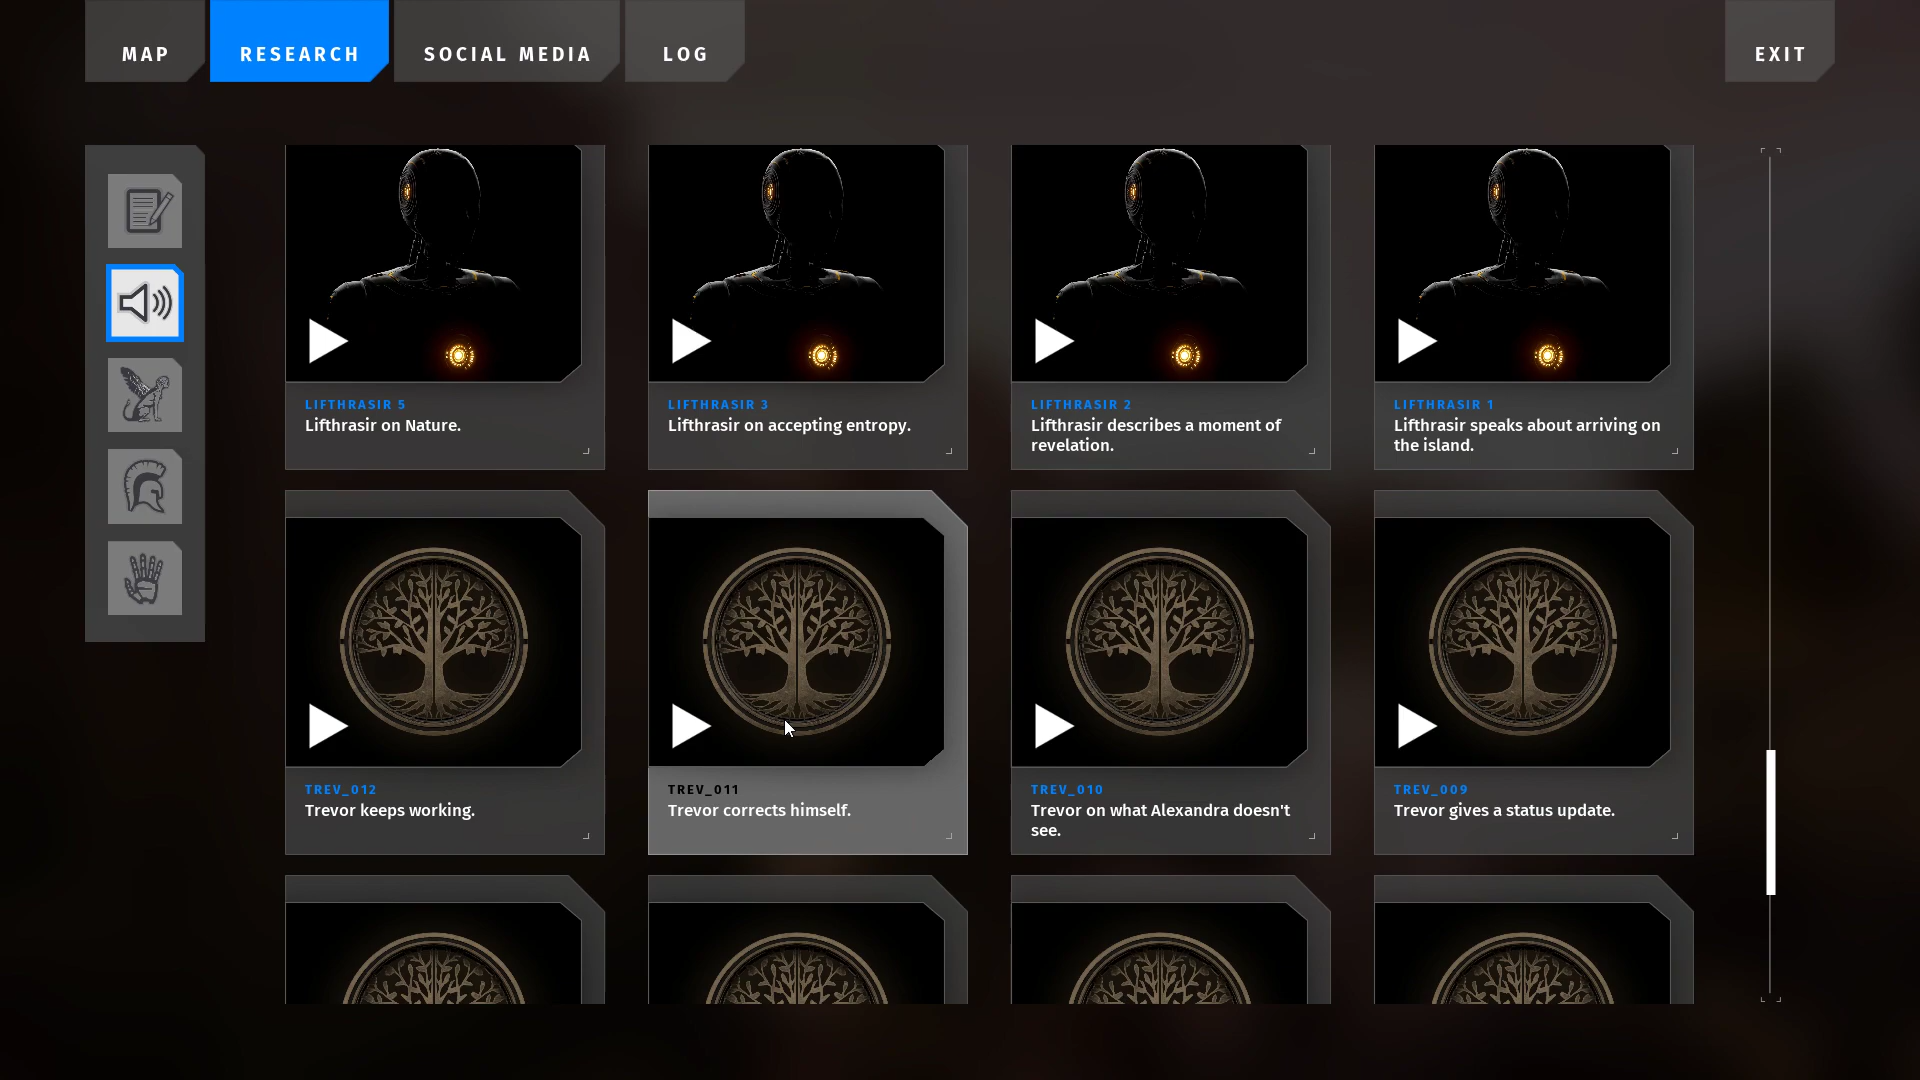 MAP
RESEARCH
SOCIAL MEDIA
LOG
EXIT
LIFTHRASIR 5
Lifthrasir on Nature.
LIFTHRASIR 3
Lifthrasir on accepting entropy.
LIFTHRASIR 2
Lifthrasir describes a moment of
revelation.
LIFTHRASIR 1
Lifthrasir speaks about arriving on
the island.
TREV_012
Trevor keeps working.
TREV_011
Trevor corrects himself.
TREV_010
Trevor on what Alexandra doesn't
see.
TREV_009
Trevor gives a status update.